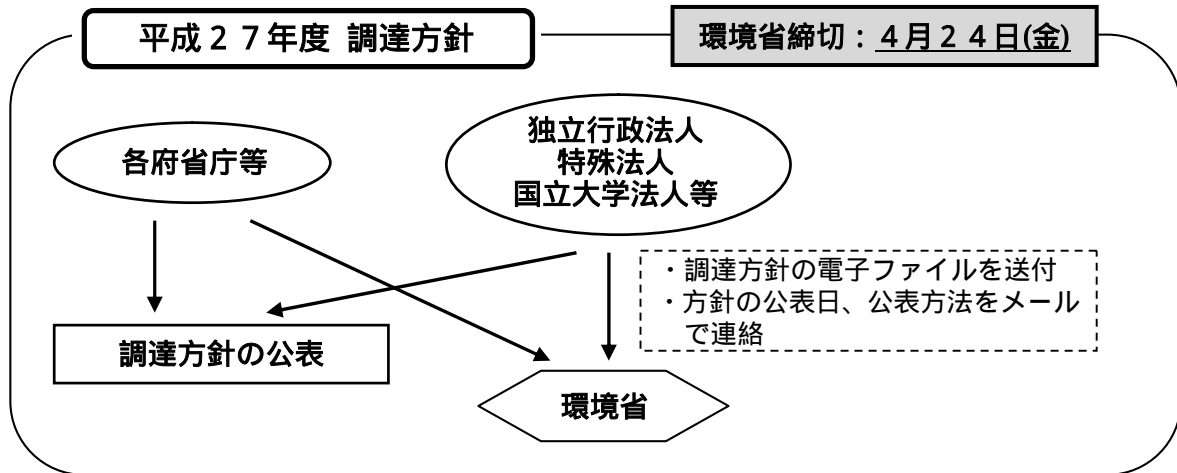 平成２７年度 調達方針
環境省締切：４月２４日(金)
各府省庁等
独立行政法人
特殊法人
国立大学法人等
・調達方針の電子ファイルを送付
・方針の公表日、公表方法をメール
で連絡
調達方針の公表
環境省